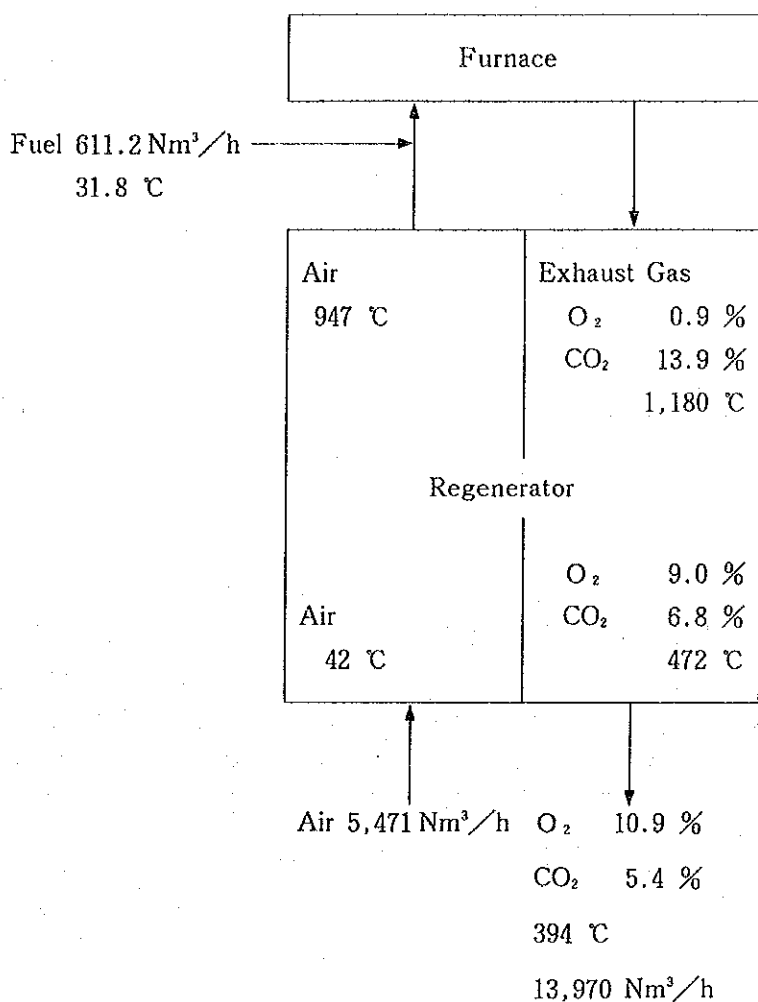 Furnace
Fuel 611.2 Nm³/h
31.8 ℃
Air
947 ℃
Exhaust Gas
O₂ 0.9 %
CO₂ 13.9 %
1,180 ℃
Regenerator
O₂ 9.0 %
CO₂ 6.8 %
472 ℃
Air
42 ℃
Air 5,471 Nm³/h
O₂ 10.9 %
CO₂ 5.4 %
394 ℃
13,970 Nm³/h